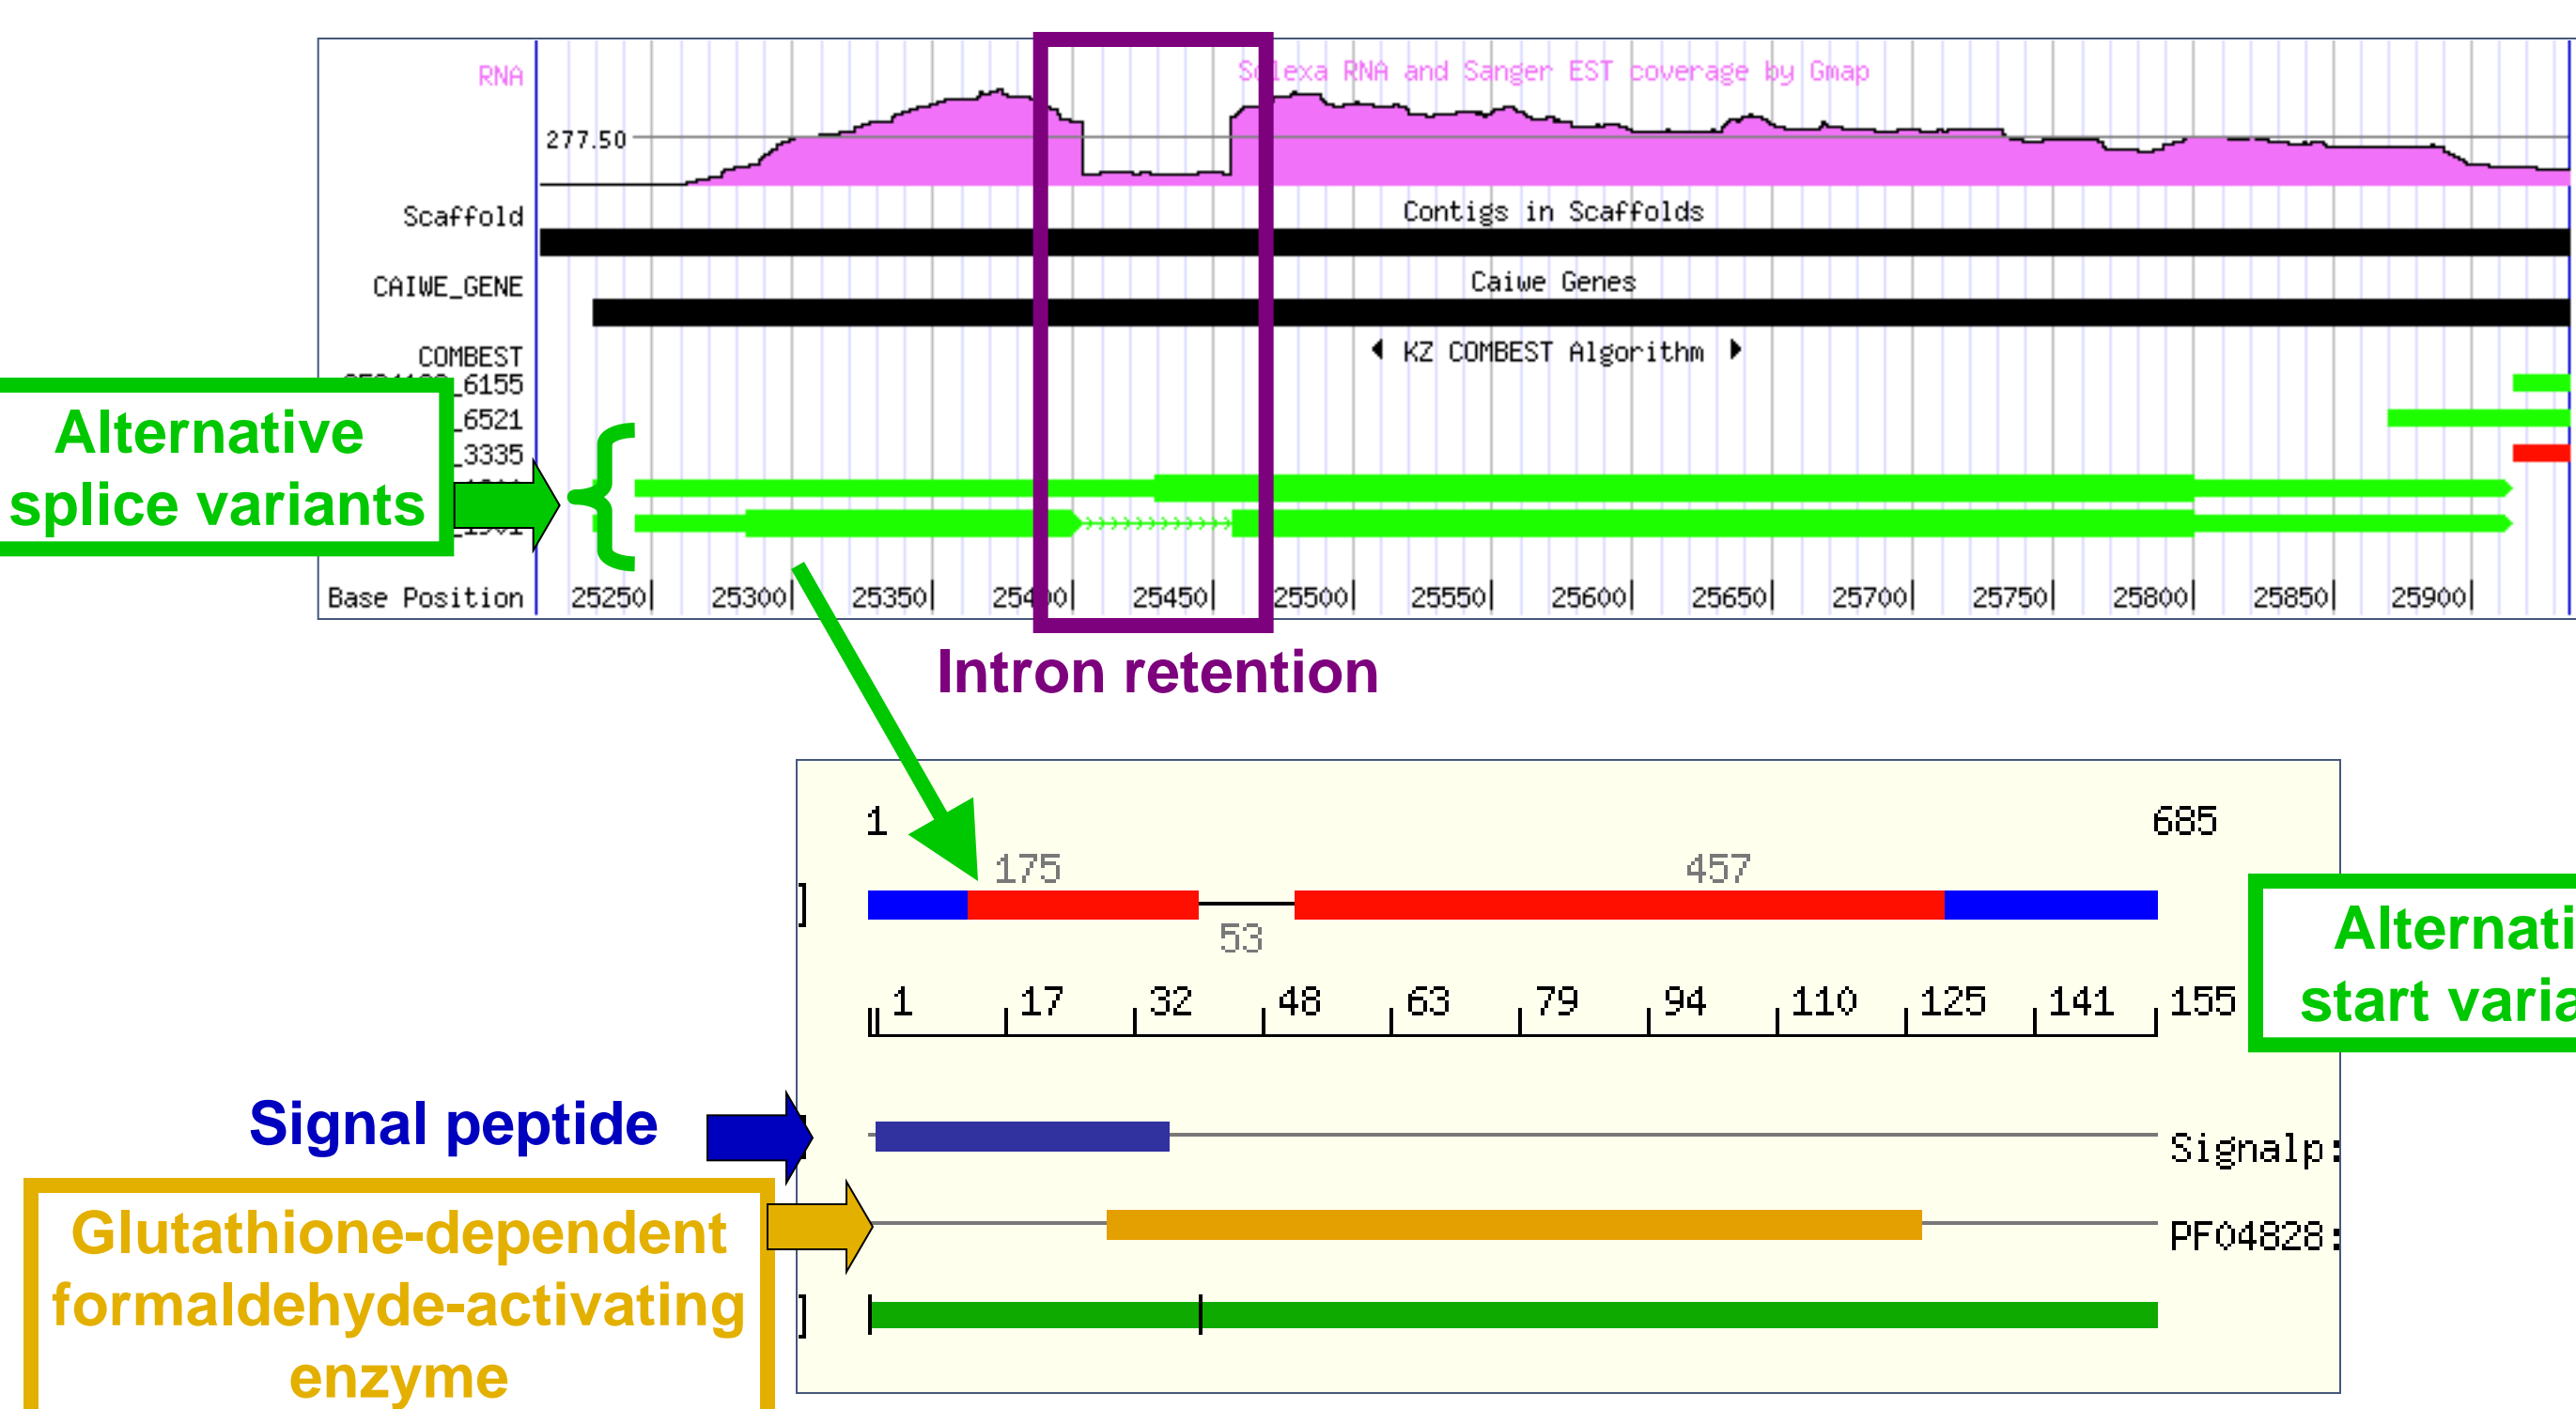 RNA
Solexa RNA and Sanger EST coverage by Gmap
277.50
Scaffold
Contigs in Scaffolds
CAIWE_GENE
Caiwe Genes
COMBEST
KZ COMBEST Algorithm
_6155
_6521
_3335
Alternative
splice variants
Base Position 25250 25300 25350 25400 25450 25500 25550 25600 25650 25700 25750 25800 25850 25900
Intron retention
1 685
175 457
53
1 17 32 48 63 79 94 110 125 141 155
Alternati
start varia
Signal peptide
Signalp:
Glutathione-dependent
formaldehyde-activating
enzyme
PF04828: